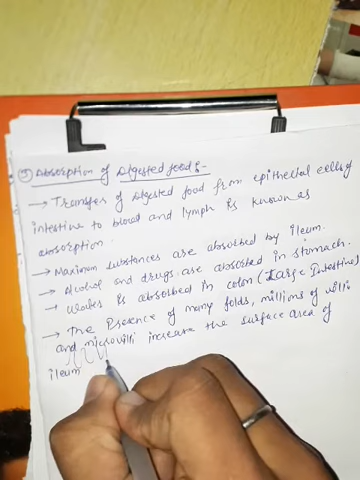 ③ Absorption of Digested food :-
→ Transfer of digested food from epithelial cells of
intestine to blood and lymph is known as
absorption.
→ Maximum substances are absorbed by ileum.
→ Alcohol and drugs are absorbed in stomach.
→ Water is absorbed in colon (Large Intestine)
→ The Presence of many folds, millions of villi
and microvilli increase the surface area of
ileum